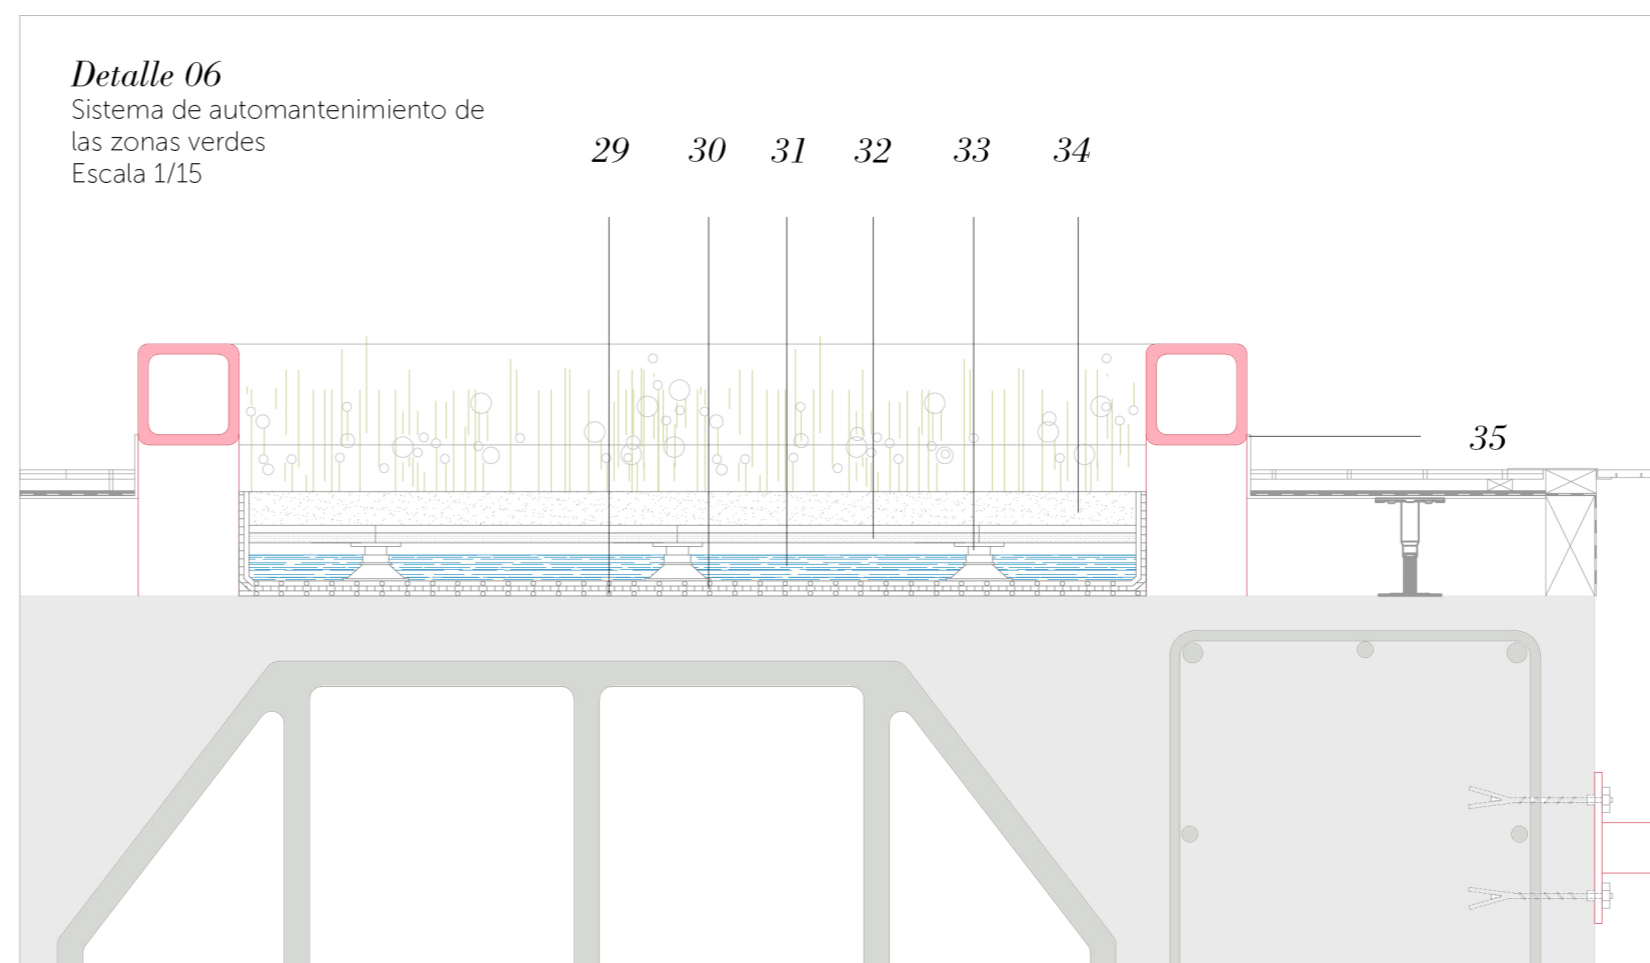 Detalle 06
Sistema de automantenimiento de
las zonas verdes
Escala 1/15
29 30 31 32 33 34
35